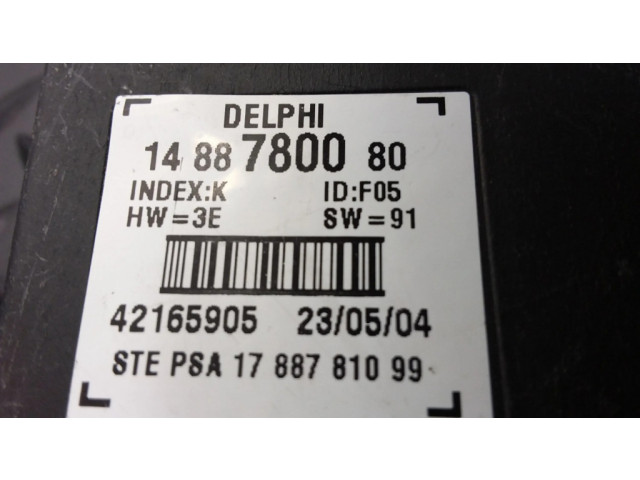 DELPHI
14 88 7800 80
INDEX:K ID:F05
HW=3E SW=91
42165905 23/05/04
STE PSA 17 887 810 99